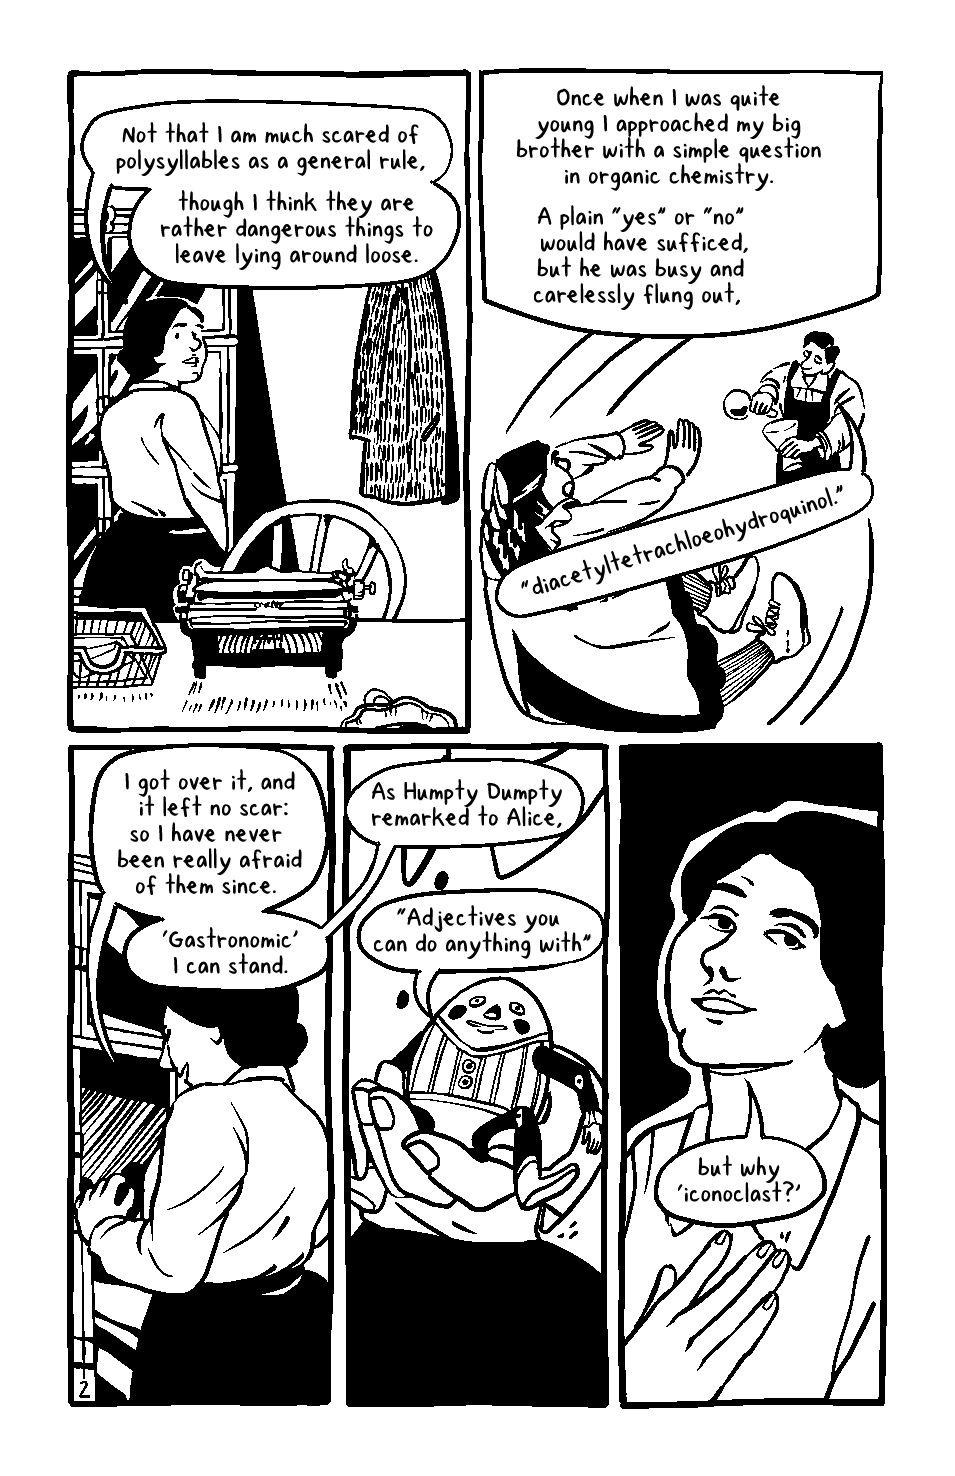 Not that I am much scared of
polysyllables as a general rule,
though I think they are
rather dangerous things to
leave lying around loose.
Once when I was quite
young I approached my big
brother with a simple question
in organic chemistry.
A plain "yes" or "no"
would have sufficed,
but he was busy and
carelessly flung out,
"diacetyltetrachloeohydroquinol."
I got over it, and
it left no scar:
so I have never
been really afraid
of them since.
'Gastronomic'
I can stand.
As Humpty Dumpty
remarked to Alice,
"Adjectives you
can do anything with"
but why
'iconoclast?'
2